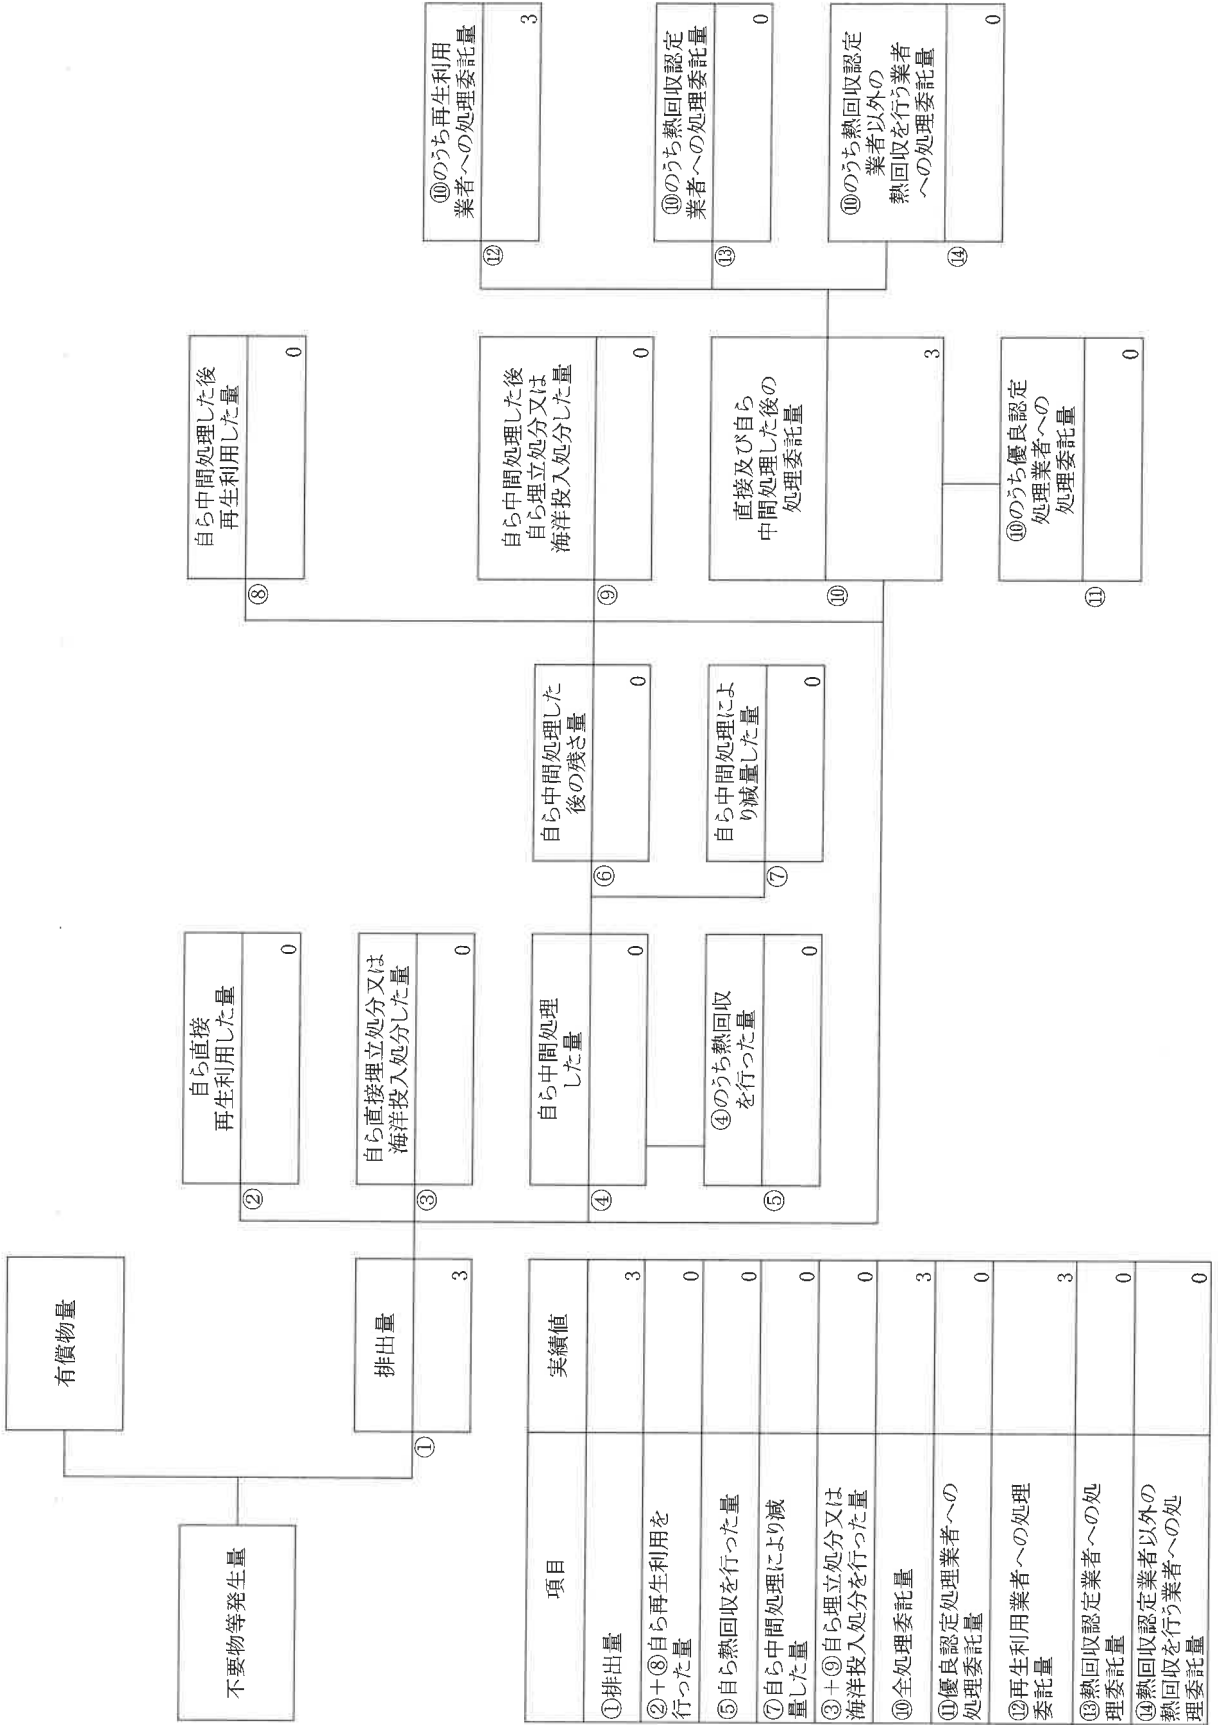 有償物量
不要物等発生量
①
排出量
3
②
自ら直接
再生利用した量
0
③
自ら直接埋立処分又は
海洋投入処分した量
0
④
自ら中間処理
した量
0
⑤
④のうち熱回収
を行った量
0
⑥
自ら中間処理した
後の残さ量
0
⑦
自ら中間処理によ
り減量した量
0
⑧
自ら中間処理した後
再生利用した量
0
⑨
自ら中間処理した後
自ら埋立処分又は
海洋投入処分した量
0
⑩
直接及び自ら
中間処理した後の
処理委託量
3
⑪
⑩のうち優良認定
処理業者への
処理委託量
0
⑫
⑩のうち再生利用
業者への処理委託量
3
⑬
⑩のうち熱回収認定
業者への処理委託量
0
⑭
⑩のうち熱回収認定
業者以外の
熱回収を行う業者
への処理委託量
0
項目
実績値
①排出量
3
②+⑧自ら再生利用を
行った量
0
⑤自ら熱回収を行った量
0
⑦自ら中間処理により減
量した量
0
③+⑨自ら埋立処分又は
海洋投入処分を行った量
0
⑩全処理委託量
3
⑪優良認定処理業者への
処理委託量
0
⑫再生利用業者への処理
委託量
3
⑬熱回収認定業者への処
理委託量
0
⑭熱回収認定業者以外の
熱回収を行う業者への処
理委託量
0